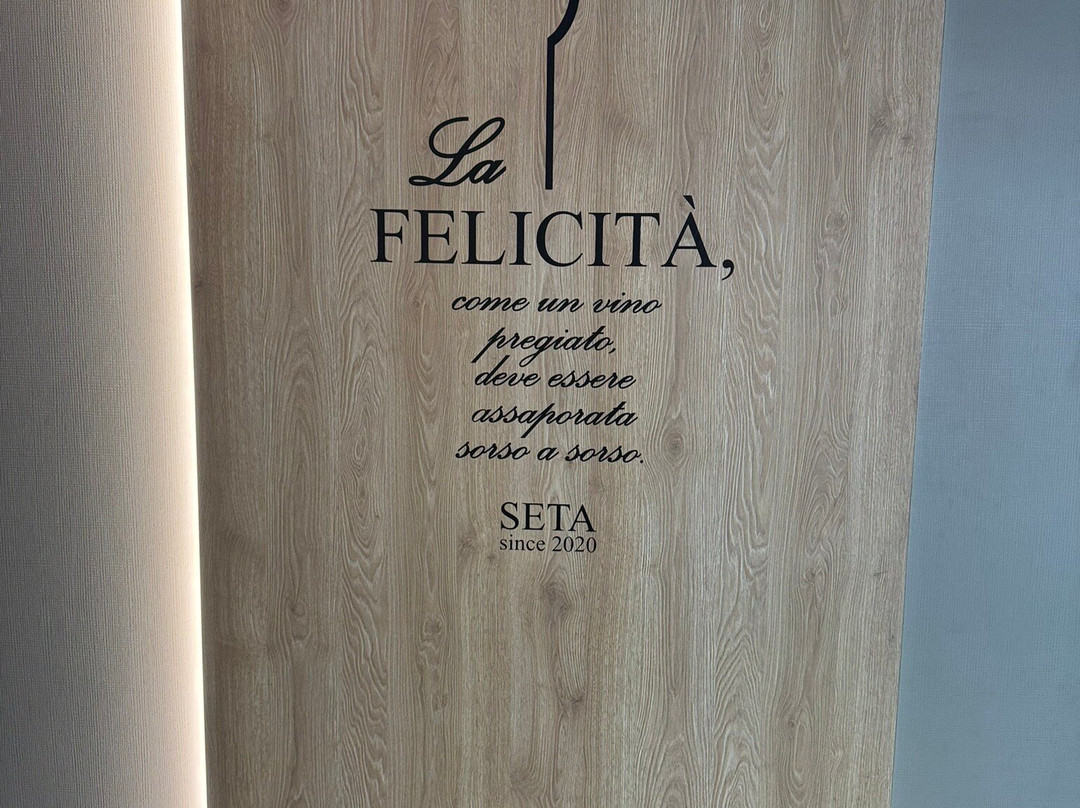 La
FELICITÀ,
come un vino
pregiato,
deve essere
assaporata
sorso a sorso.
SETA
since 2020